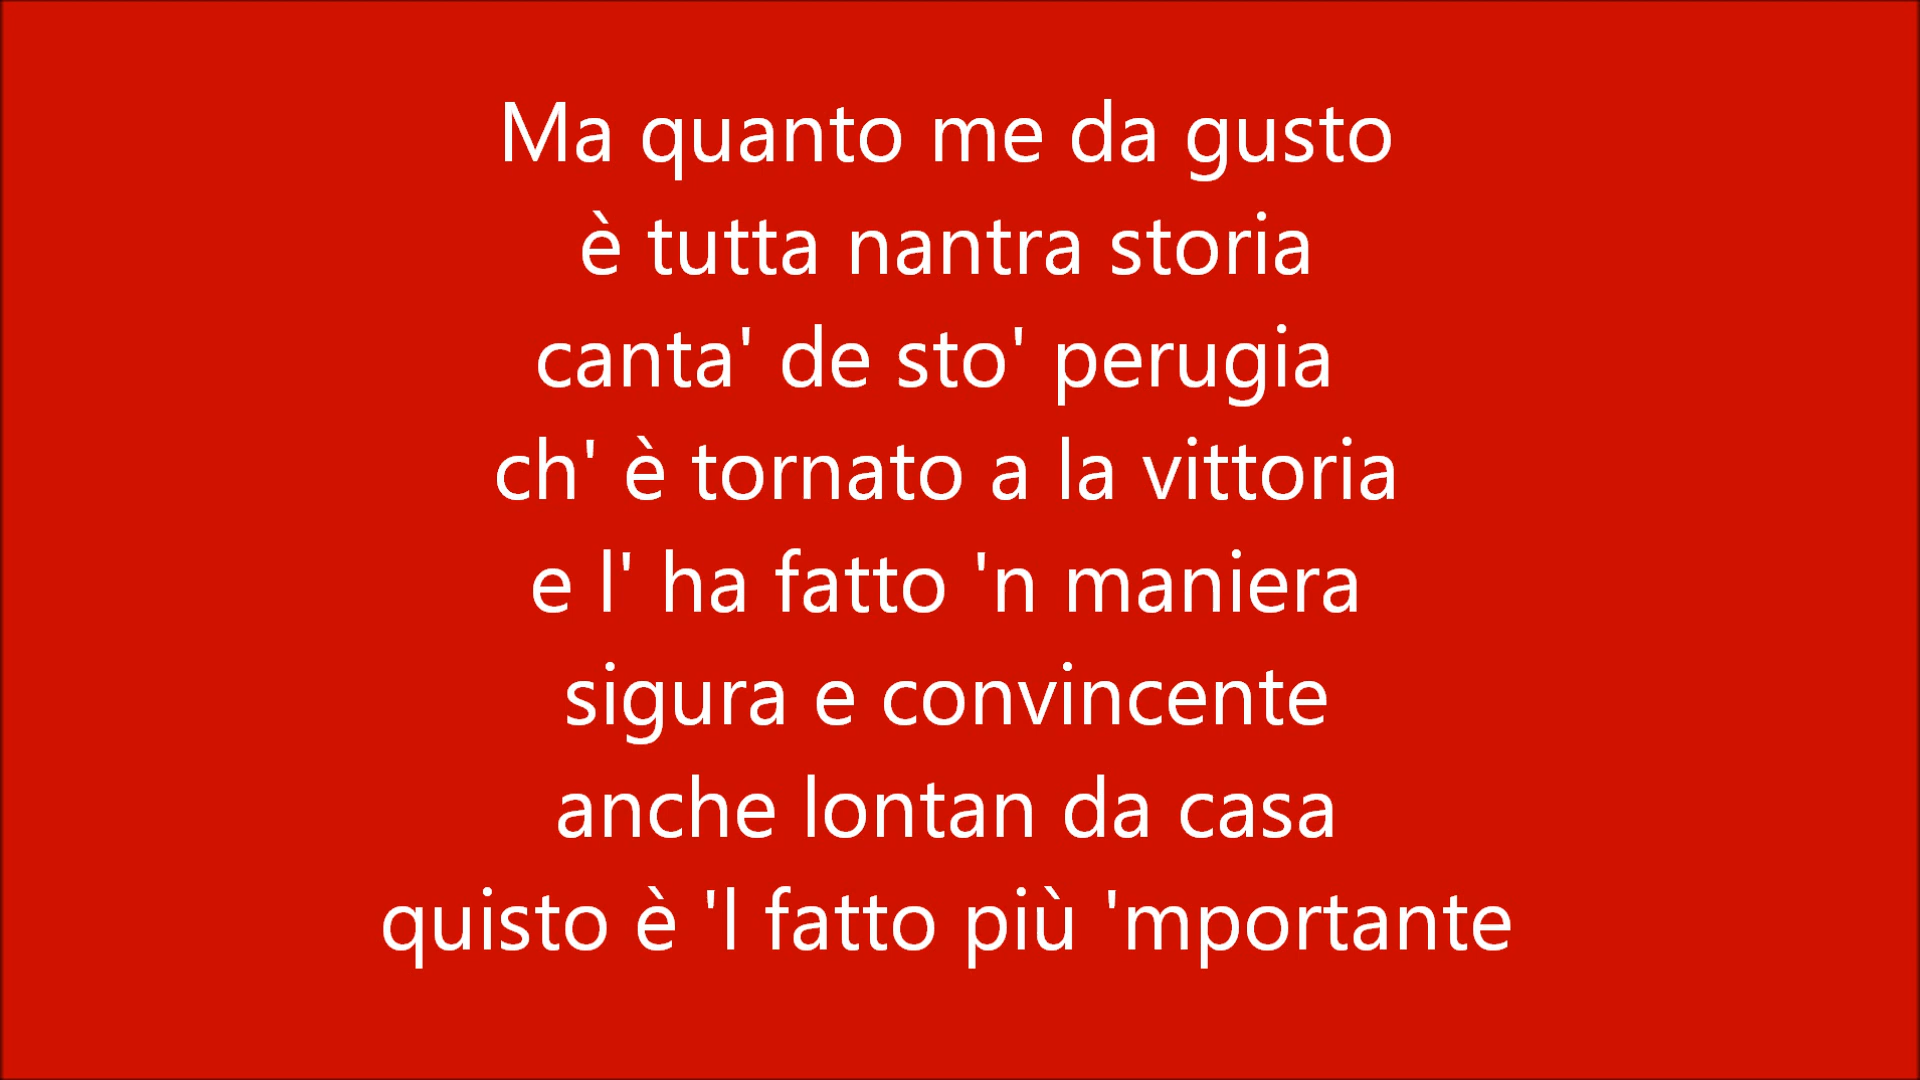 Ma quanto me da gusto
è tutta nantra storia
canta' de sto' perugia
ch' è tornato a la vittoria
e l' ha fatto 'n maniera
sigura e convincente
anche lontan da casa
quisto è 'l fatto più 'mportante